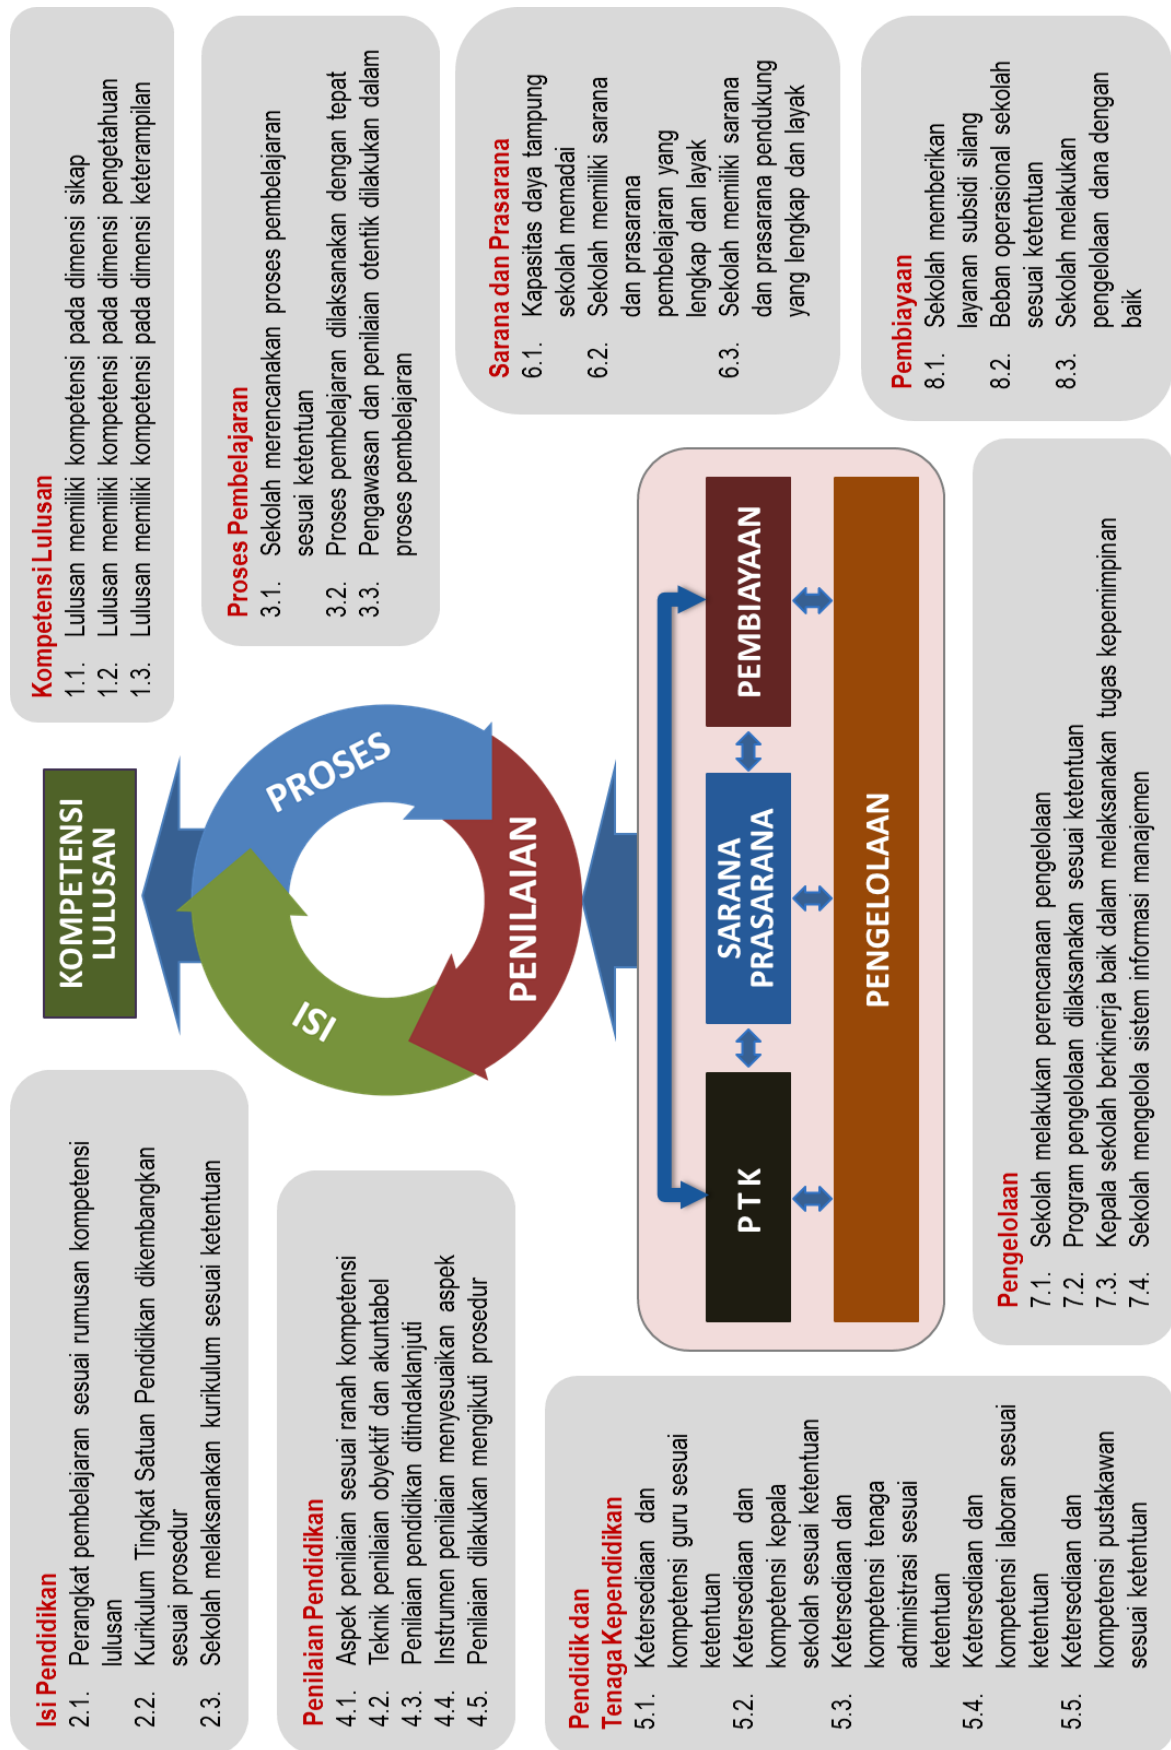 Isi Pendidikan
2.1. Perangkat pembelajaran sesuai rumusan kompetensi
lulusan
2.2. Kurikulum Tingkat Satuan Pendidikan dikembangkan
sesuai prosedur
2.3. Sekolah melaksanakan kurikulum sesuai ketentuan
KOMPETENSI
LULUSAN
Kompetensi Lulusan
1.1. Lulusan memiliki kompetensi pada dimensi sikap
1.2. Lulusan memiliki kompetensi pada dimensi pengetahuan
1.3. Lulusan memiliki kompetensi pada dimensi keterampilan
Penilaian Pendidikan
4.1. Aspek penilaian sesuai ranah kompetensi
4.2. Teknik penilaian obyektif dan akuntabel
4.3. Penilaian pendidikan ditindaklanjuti
4.4. Instrumen penilaian menyesuaikan aspek
4.5. Penilaian dilakukan mengikuti prosedur
ISI
PROSES
PENILAIAN
Proses Pembelajaran
3.1. Sekolah merencanakan proses pembelajaran
sesuai ketentuan
3.2. Proses pembelajaran dilaksanakan dengan tepat
3.3. Pengawasan dan penilaian otentik dilakukan dalam
proses pembelajaran
Pendidik dan
Tenaga Kependidikan
5.1. Ketersediaan dan
kompetensi guru sesuai
ketentuan
5.2. Ketersediaan dan
kompetensi kepala
sekolah sesuai ketentuan
5.3. Ketersediaan dan
kompetensi tenaga
administrasi sesuai
ketentuan
5.4. Ketersediaan dan
kompetensi laboran sesuai
ketentuan
5.5. Ketersediaan dan
kompetensi pustakawan
sesuai ketentuan
PTK
SARANA
PRASARANA
PEMBIAYAAN
PENGELOLAAN
Sarana dan Prasarana
6.1. Kapasitas daya tampung
sekolah memadai
6.2. Sekolah memiliki sarana
dan prasarana
pembelajaran yang
lengkap dan layak
6.3. Sekolah memiliki sarana
dan prasarana pendukung
yang lengkap dan layak
Pengelolaan
7.1. Sekolah melakukan perencanaan pengelolaan
7.2. Program pengelolaan dilaksanakan sesuai ketentuan
7.3. Kepala sekolah berkinerja baik dalam melaksanakan tugas kepemimpinan
7.4. Sekolah mengelola sistem informasi manajemen
Pembiayaan
8.1. Sekolah memberikan
layanan subsidi silang
8.2. Beban operasional sekolah
sesuai ketentuan
8.3. Sekolah melakukan
pengelolaan dana dengan
baik